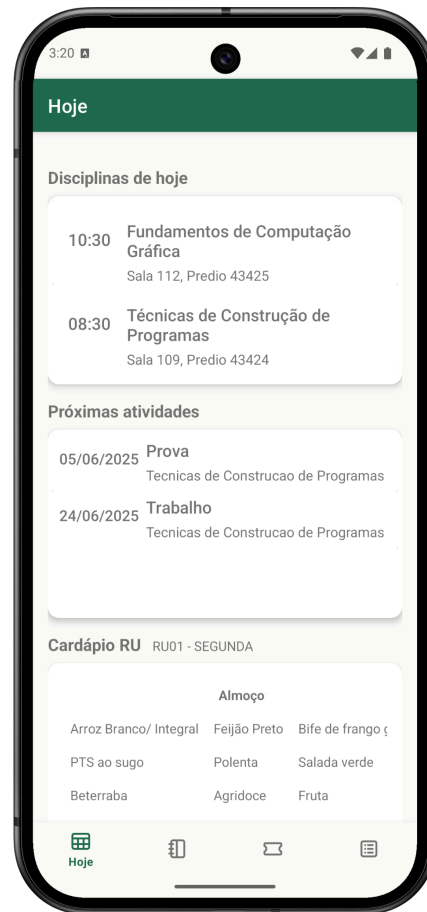 3:20
Hoje
Disciplinas de hoje
10:30 Fundamentos de Computação
Gráfica
Sala 112, Predio 43425
08:30 Técnicas de Construção de
Programas
Sala 109, Predio 43424
Próximas atividades
05/06/2025 Prova
Tecnicas de Construcao de Programas
24/06/2025 Trabalho
Tecnicas de Construcao de Programas
Cardápio RU RU01 - SEGUNDA
Almoço
Arroz Branco/ Integral Feijão Preto Bife de frango
PTS ao sugo Polenta Salada verde
Beterraba Agridoce Fruta
Hoje